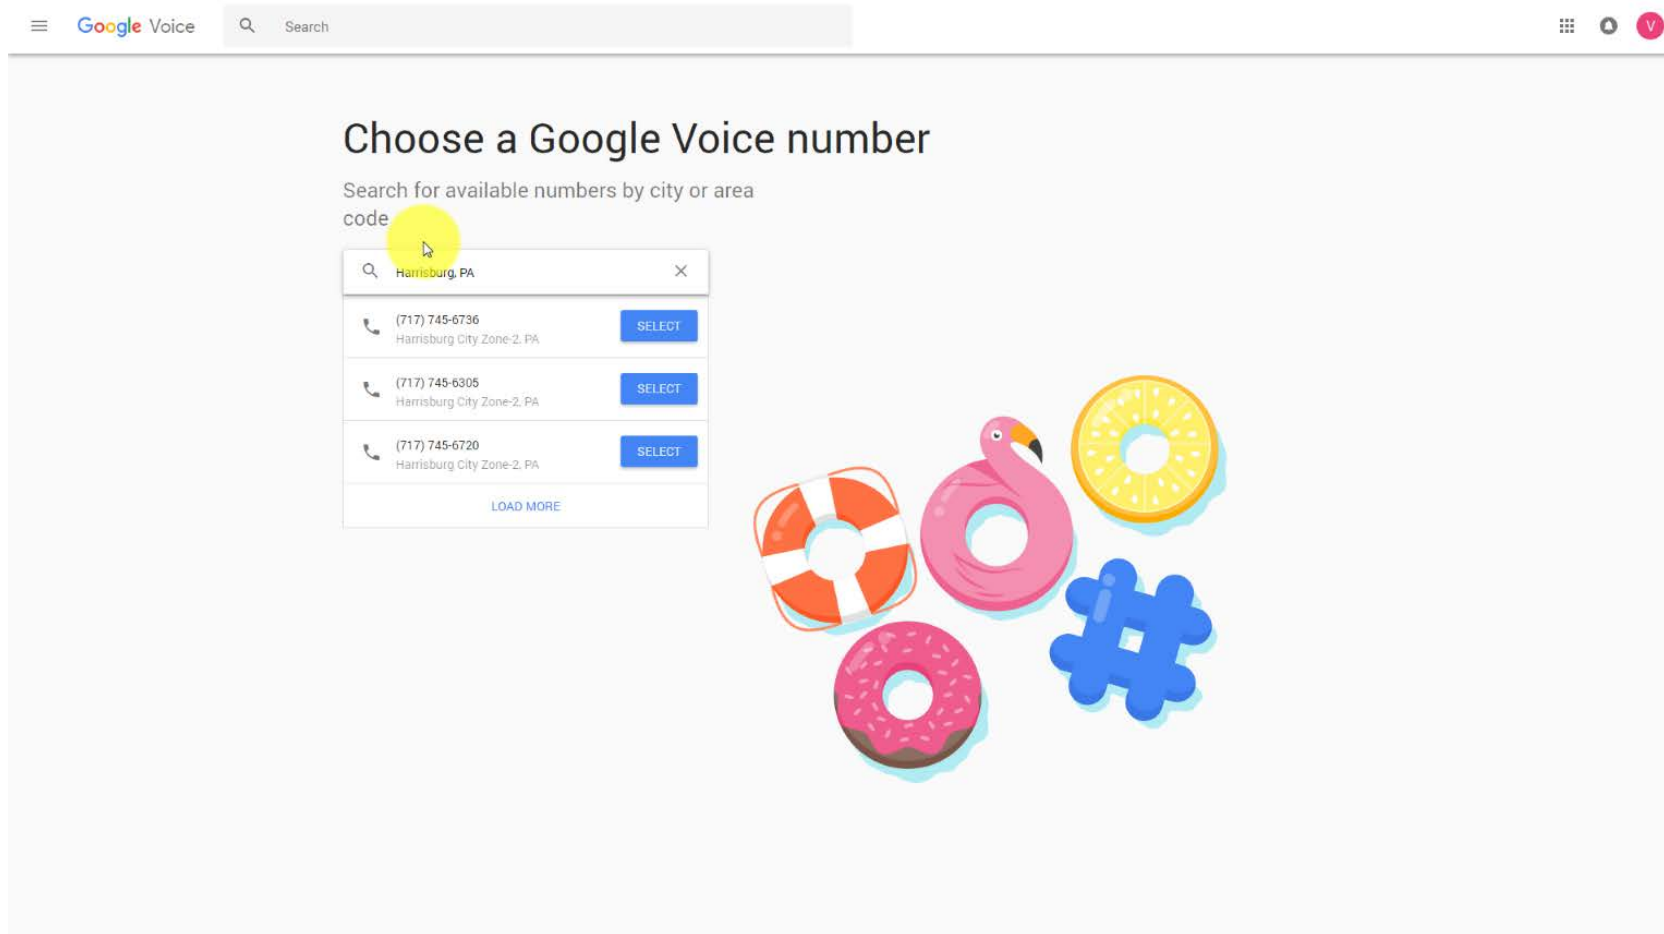 Google Voice
Search
V
Choose a Google Voice number
Search for available numbers by city or area
code
Harrisburg, PA
(717) 745-6736
Harrisburg City Zone-2, PA
SELECT
(717) 745-6305
Harrisburg City Zone-2, PA
SELECT
(717) 745-6720
Harrisburg City Zone-2, PA
SELECT
LOAD MORE